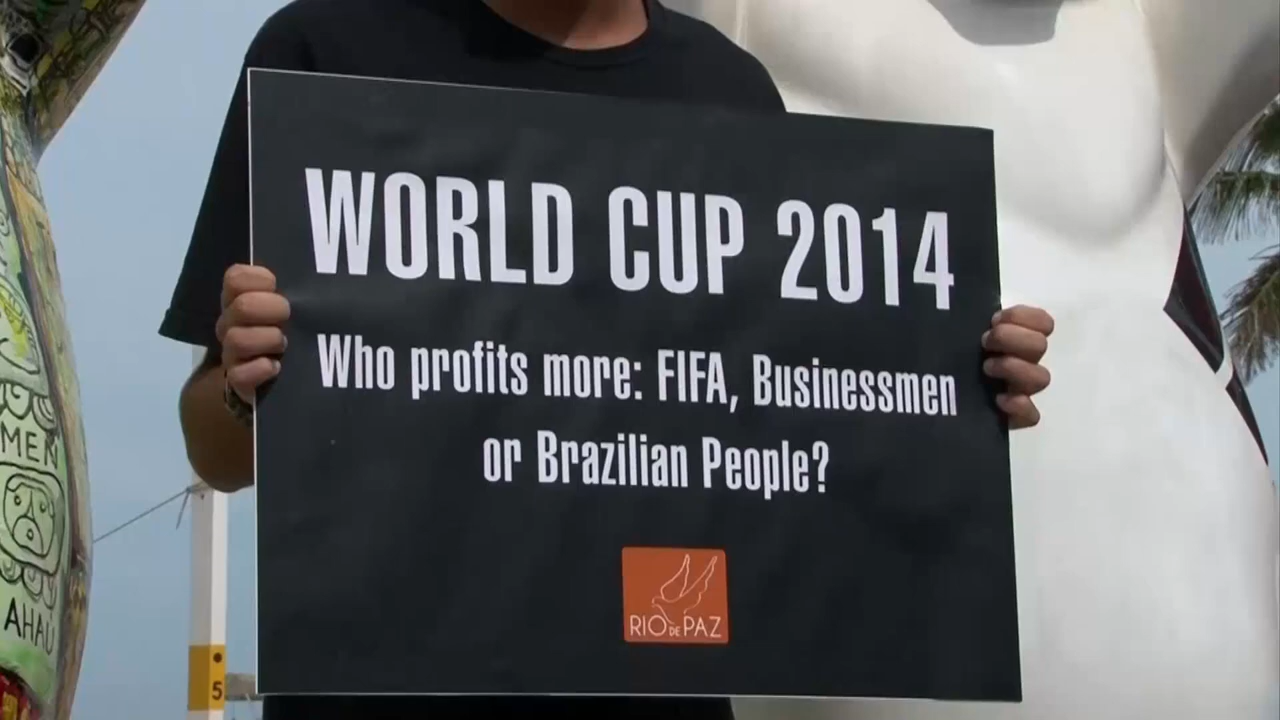 WORLD CUP 2014
Who profits more: FIFA, Businessmen
or Brazilian People?
RIO DE PAZ
MEN
AHAU
5